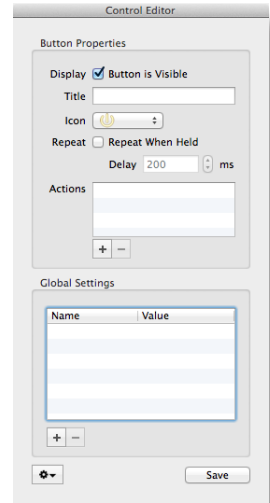 Control Editor
Button Properties
Display Button is Visible
Title
Icon
Repeat Repeat When Held
Delay 200 ms
Actions
+ −
Global Settings
Name Value
+ −
Save